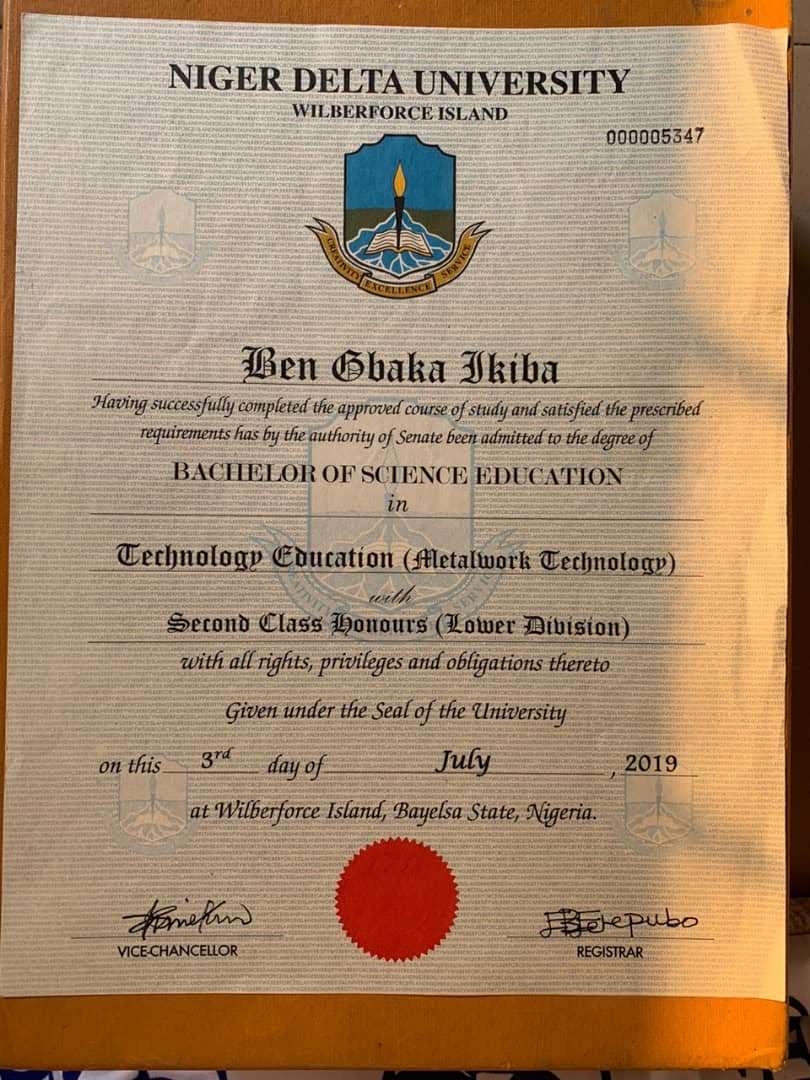 NIGER DELTA UNIVERSITY
WILBERFORCE ISLAND
000005347
CREATIVITY EXCELLENCE SERVICE
Ben Gbaka Ikiba
Having successfully completed the approved course of study and satisfied the prescribed
requirements has by the authority of Senate been admitted to the degree of
BACHELOR OF SCIENCE EDUCATION
in
Technology Education (Metalwork Technology)
with
Second Class Honours (Lower Division)
with all rights, privileges and obligations thereto
Given under the Seal of the University
on this 3rd day of July, 2019
at Wilberforce Island, Bayelsa State, Nigeria.
VICE-CHANCELLOR
REGISTRAR